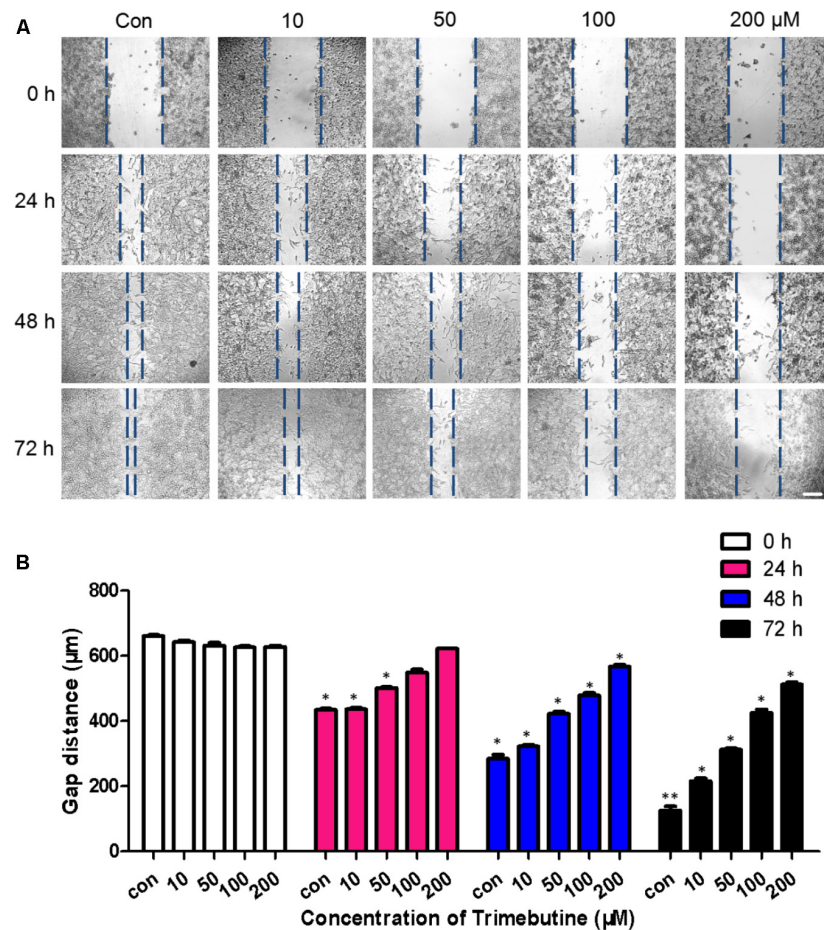 A
Con 10 50 100 200 µM
0 h
24 h
48 h
72 h
B
0 h
24 h
48 h
72 h
Gap distance (µm)
800
600
400
200
0
* * *
* * * * *
** * * * *
con 10 50 100 200 con 10 50 100 200 con 10 50 100 200 con 10 50 100 200
Concentration of Trimebutine (µM)